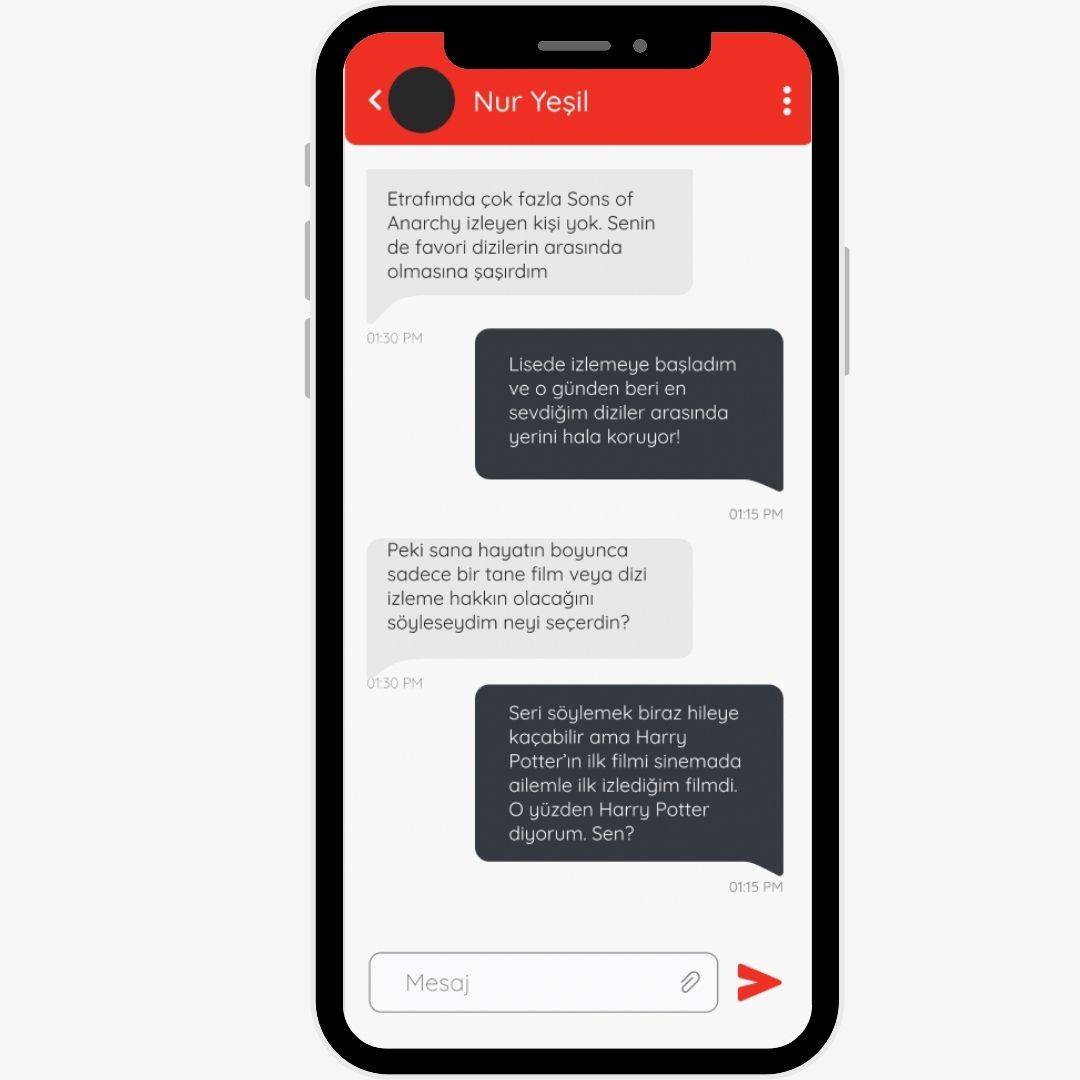 Nur Yeşil
Etrafımda çok fazla Sons of
Anarchy izleyen kişi yok. Senin
de favori dizilerin arasında
olmasına şaşırdım
01:30 PM
Lisede izlemeye başladım
ve o günden beri en
sevdiğim diziler arasında
yerini hala koruyor!
01:15 PM
Peki sana hayatın boyunca
sadece bir tane film veya dizi
izleme hakkın olacağını
söyleseydim neyi seçerdin?
01:30 PM
Seri söylemek biraz hileye
kaçabilir ama Harry
Potter’ın ilk filmi sinemada
ailemle ilk izlediğim filmdi.
O yüzden Harry Potter
diyorum. Sen?
01:15 PM
Mesaj